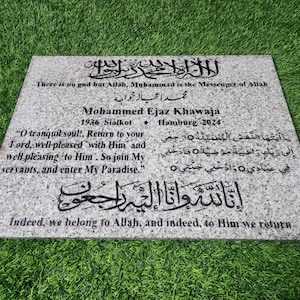 لا إله إلا الله محمد رسول الله
There is no god but Allah, Muhammed is the Messenger of Allah
محمد اعجاز خواجہ
Mohammed Ejaz Khawaja
1936 Sialkot ♦ Hamburg 2024
“O tranquil soul!, Return to your
Lord, well-pleased with Him and
well pleasing to Him . So join My
servants, and enter My Paradise.”
يا أيتها النفس المطمئنة ارجعي
إلى ربك راضية مرضية فادخلي
في عبادي وادخلي جنتي
إنا لله وإنا إليه راجعون
Indeed, we belong to Allah, and indeed, to Him we return